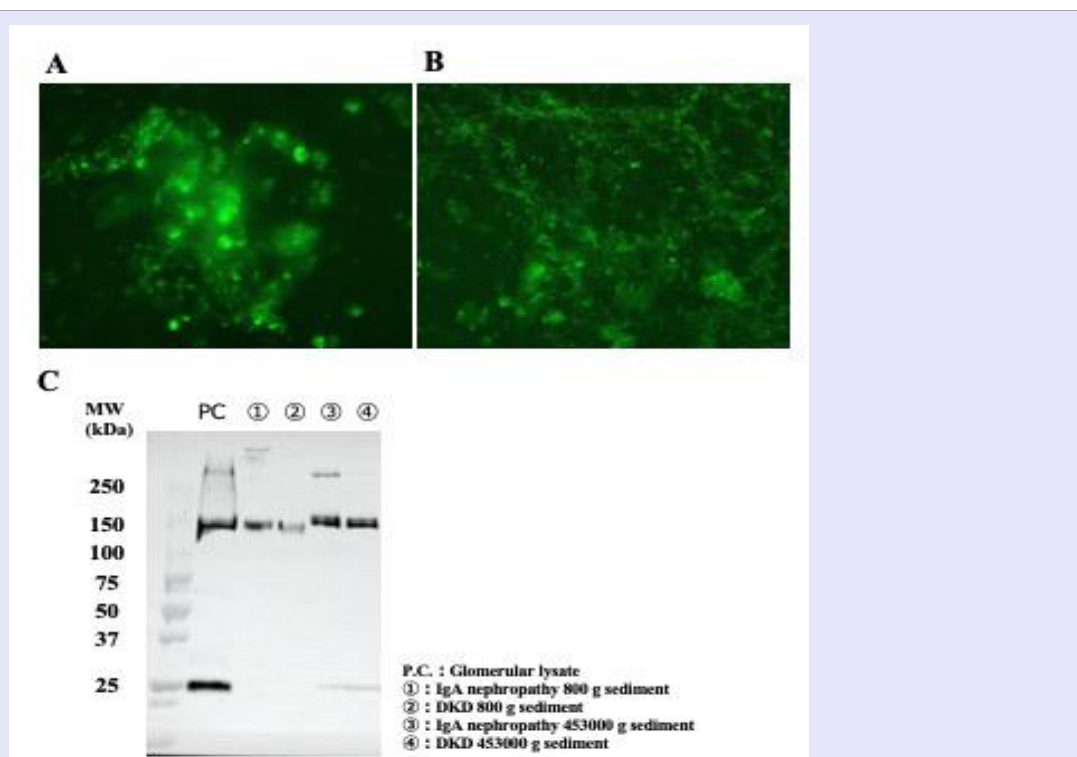 A
B
C
MW
(kDa)
PC ① ② ③ ④
250
150
100
75
50
37
25
P.C. : Glomerular lysate
① : IgA nephropathy 800 g sediment
② : DKD 800 g sediment
③ : IgA nephropathy 453000 g sediment
④ : DKD 453000 g sediment